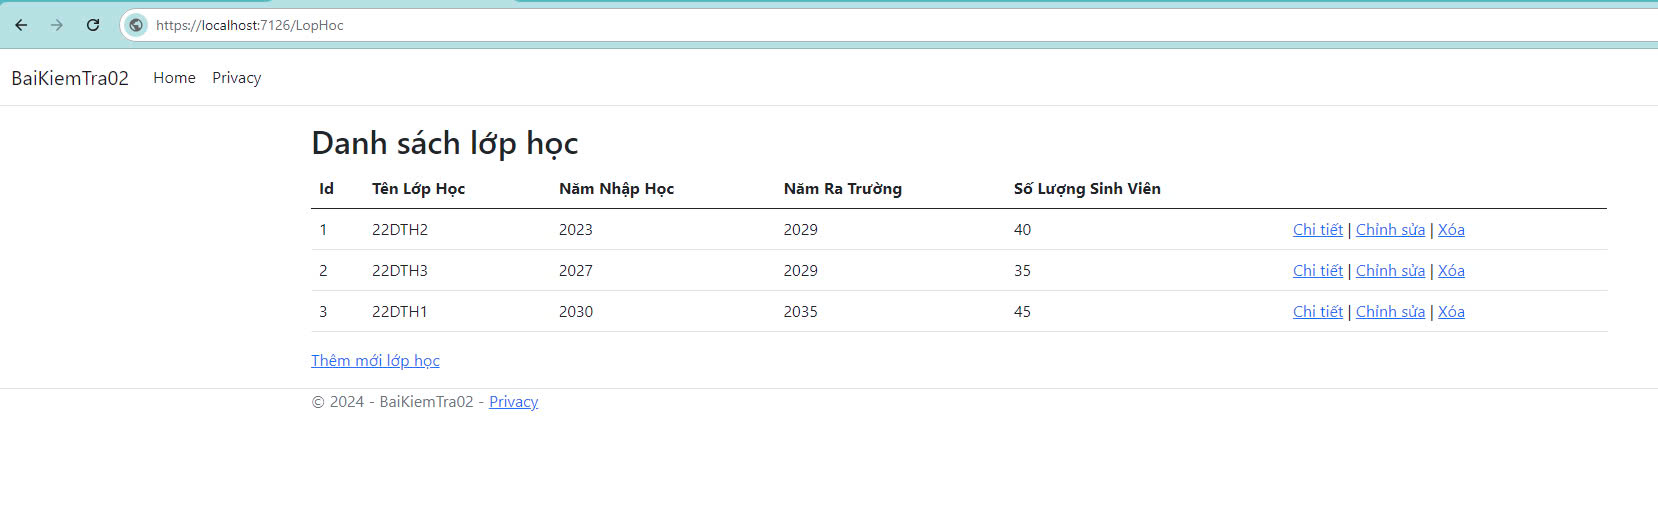 https://localhost:7126/LopHoc
BaiKiemTra02 Home Privacy
Danh sách lớp học
Id Tên Lớp Học Năm Nhập Học Năm Ra Trường Số Lượng Sinh Viên
1 22DTH2 2023 2029 40 Chi tiết | Chỉnh sửa | Xóa
2 22DTH3 2027 2029 35 Chi tiết | Chỉnh sửa | Xóa
3 22DTH1 2030 2035 45 Chi tiết | Chỉnh sửa | Xóa
Thêm mới lớp học
© 2024 - BaiKiemTra02 - Privacy